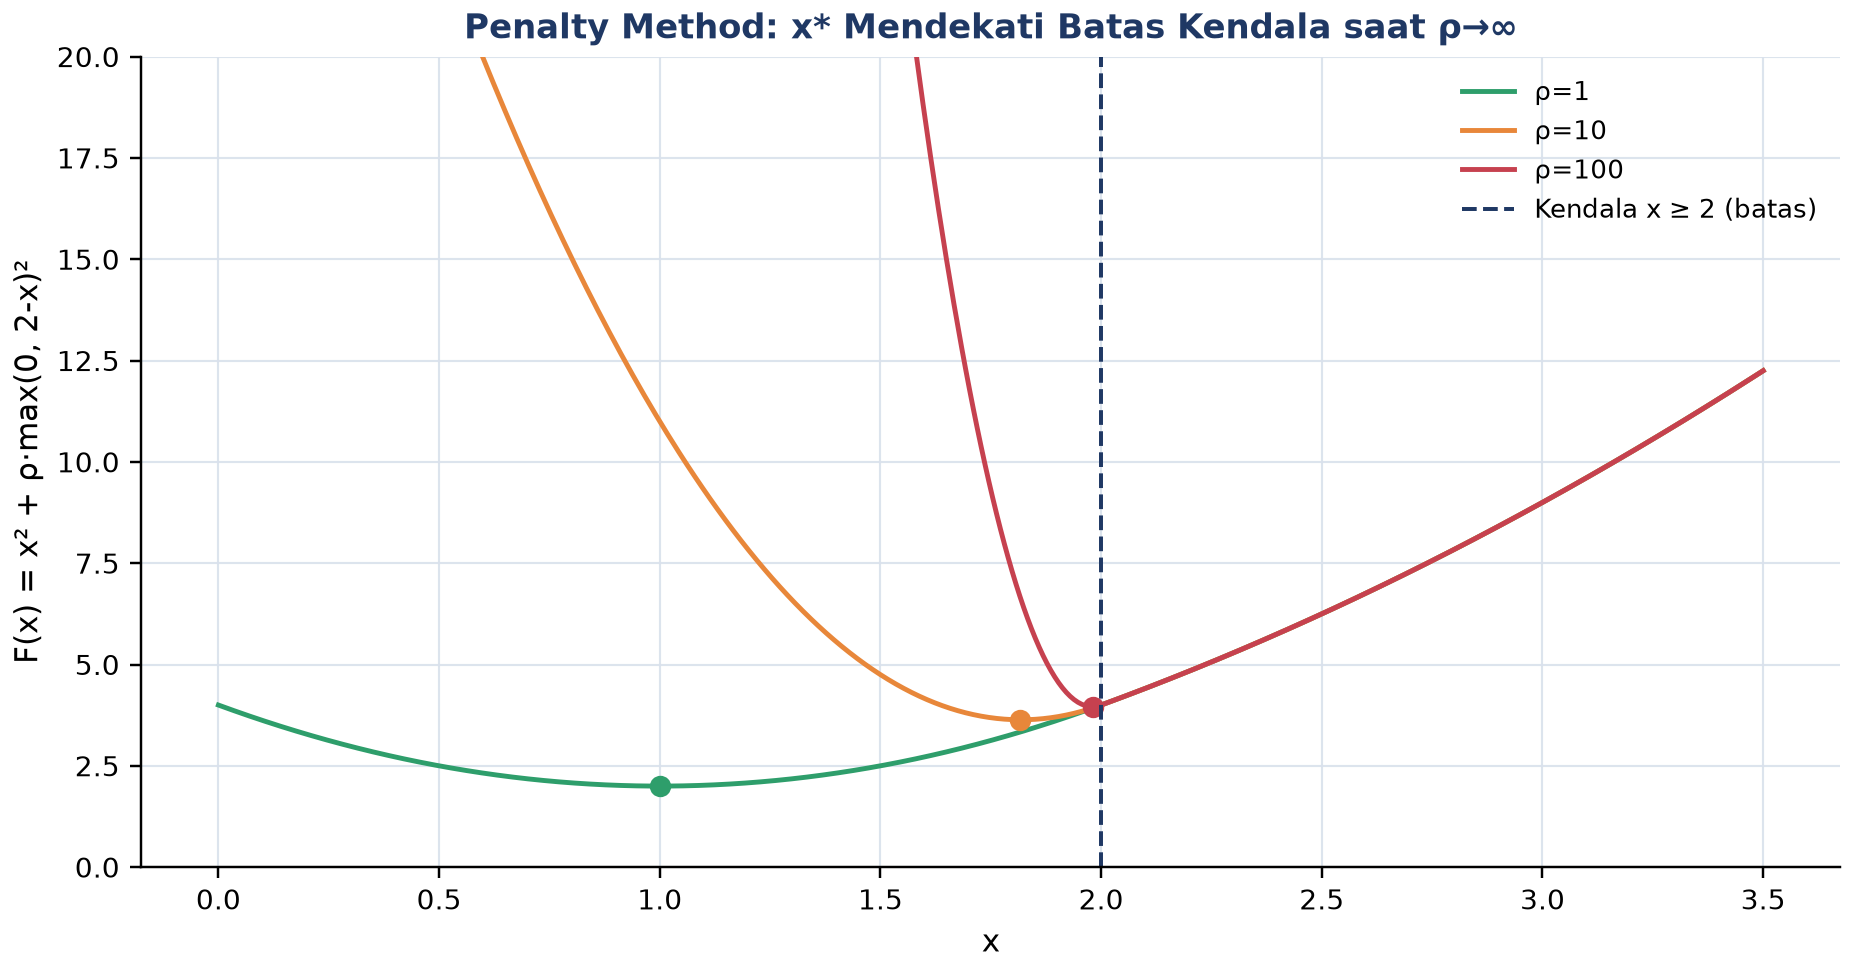 Penalty Method: x* Mendekati Batas Kendala saat ρ→∞
F(x) = x² + ρ·max(0, 2-x)²
20.0
17.5
15.0
12.5
10.0
7.5
5.0
2.5
0.0
ρ=1
ρ=10
ρ=100
Kendala x ≥ 2 (batas)
0.0 0.5 1.0 1.5 2.0 2.5 3.0 3.5
x